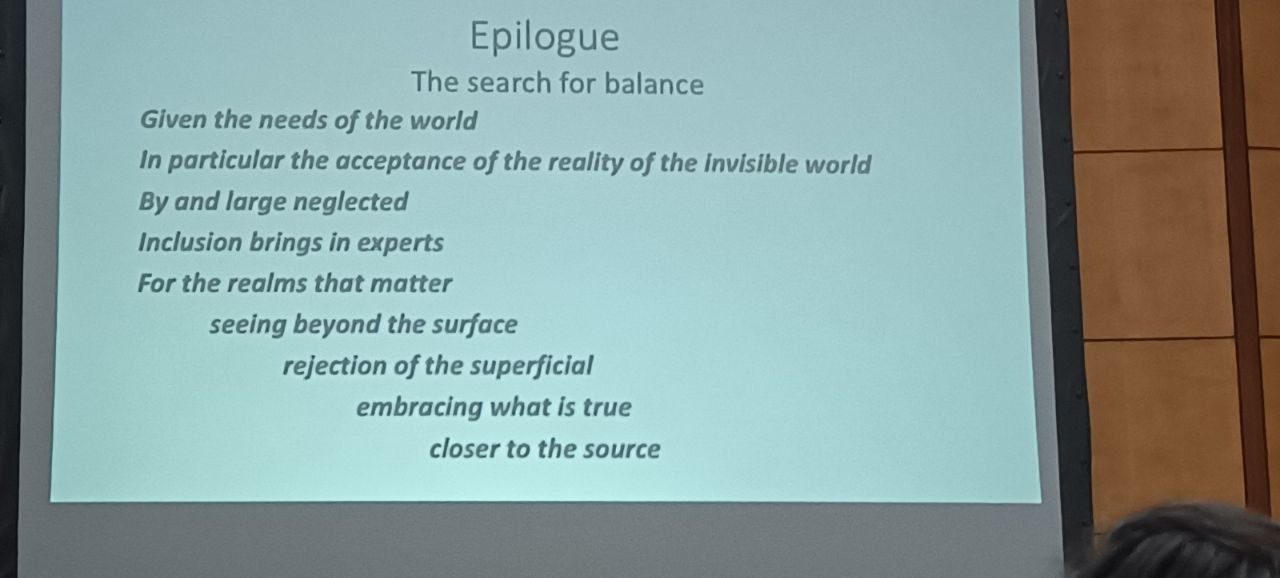 Epilogue
The search for balance
Given the needs of the world
In particular the acceptance of the reality of the invisible world
By and large neglected
Inclusion brings in experts
For the realms that matter
seeing beyond the surface
rejection of the superficial
embracing what is true
closer to the source